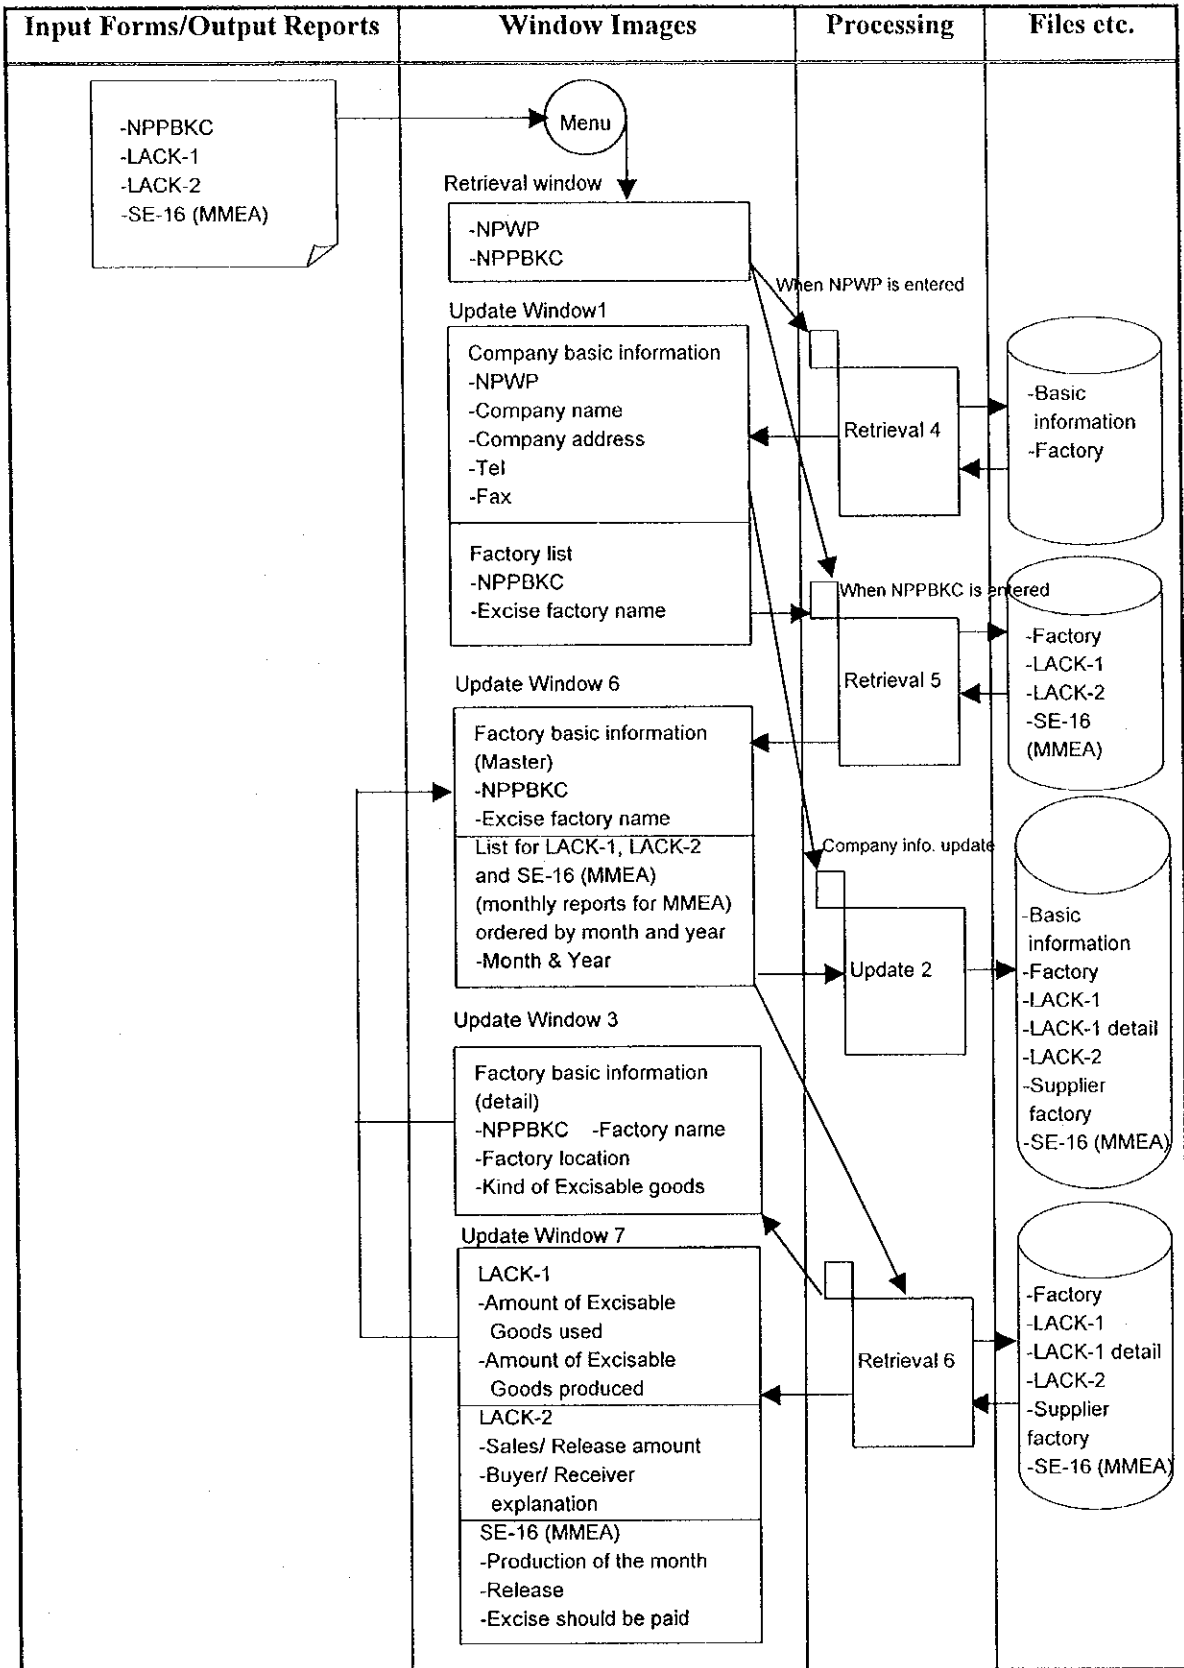 Input Forms/Output Reports
Window Images
Processing
Files etc.
-NPPBKC
-LACK-1
-LACK-2
-SE-16 (MMEA)
Menu
Retrieval window
-NPWP
-NPPBKC
When NPWP is entered
Update Window1
Company basic information
-NPWP
-Company name
-Company address
-Tel
-Fax
Retrieval 4
-Basic
information
-Factory
Factory list
-NPPBKC
-Excise factory name
When NPPBKC is entered
Retrieval 5
-Factory
-LACK-1
-LACK-2
-SE-16
(MMEA)
Update Window 6
Factory basic information
(Master)
-NPPBKC
-Excise factory name
List for LACK-1, LACK-2
and SE-16 (MMEA)
(monthly reports for MMEA)
ordered by month and year
-Month & Year
Company info. update
Update 2
-Basic
information
-Factory
-LACK-1
-LACK-1 detail
-LACK-2
-Supplier
factory
-SE-16 (MMEA)
Update Window 3
Factory basic information
(detail)
-NPPBKC -Factory name
-Factory location
-Kind of Excisable goods
Update Window 7
LACK-1
-Amount of Excisable
Goods used
-Amount of Excisable
Goods produced
LACK-2
-Sales/ Release amount
-Buyer/ Receiver
explanation
SE-16 (MMEA)
-Production of the month
-Release
-Excise should be paid
Retrieval 6
-Factory
-LACK-1
-LACK-1 detail
-LACK-2
-Supplier
factory
-SE-16 (MMEA)